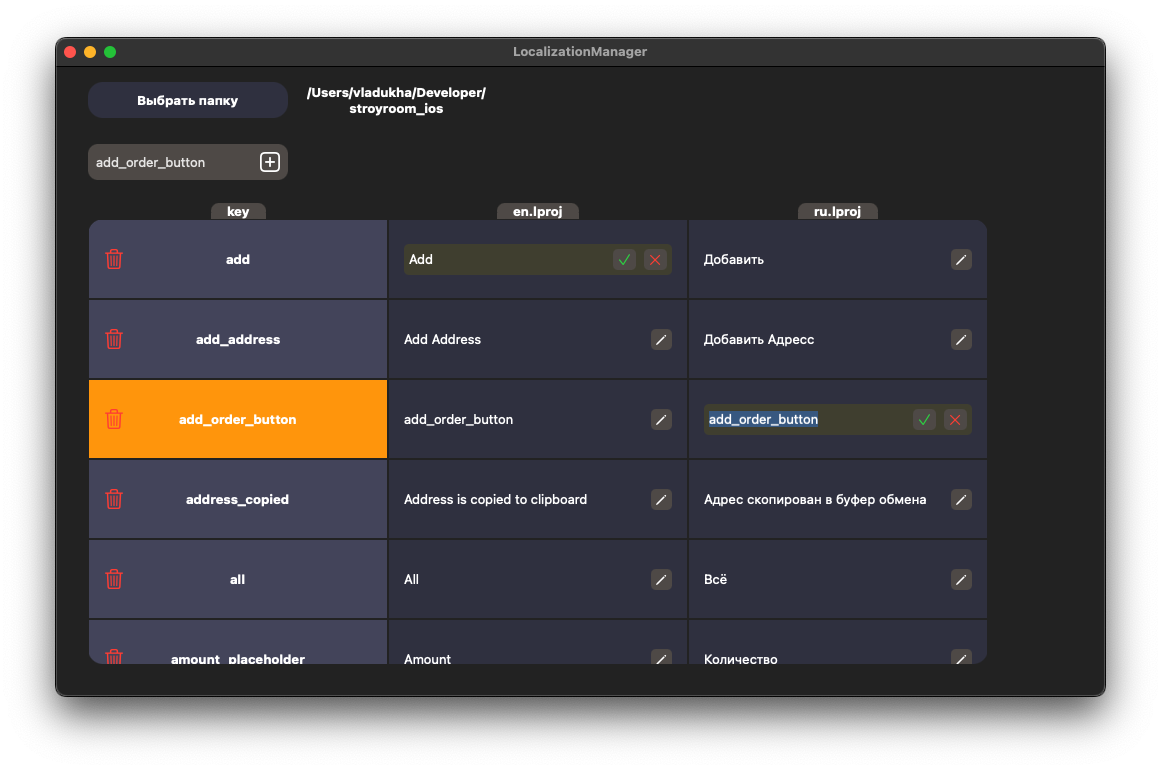 LocalizationManager
Выбрать папку
/Users/vladukha/Developer/
stroyroom_ios
add_order_button
key
en.lproj
ru.lproj
add
Add
Добавить
add_address
Add Address
Добавить Адресс
add_order_button
add_order_button
add_order_button
address_copied
Address is copied to clipboard
Адрес скопирован в буфер обмена
all
All
Всё
amount_placeholder
Amount
Количество